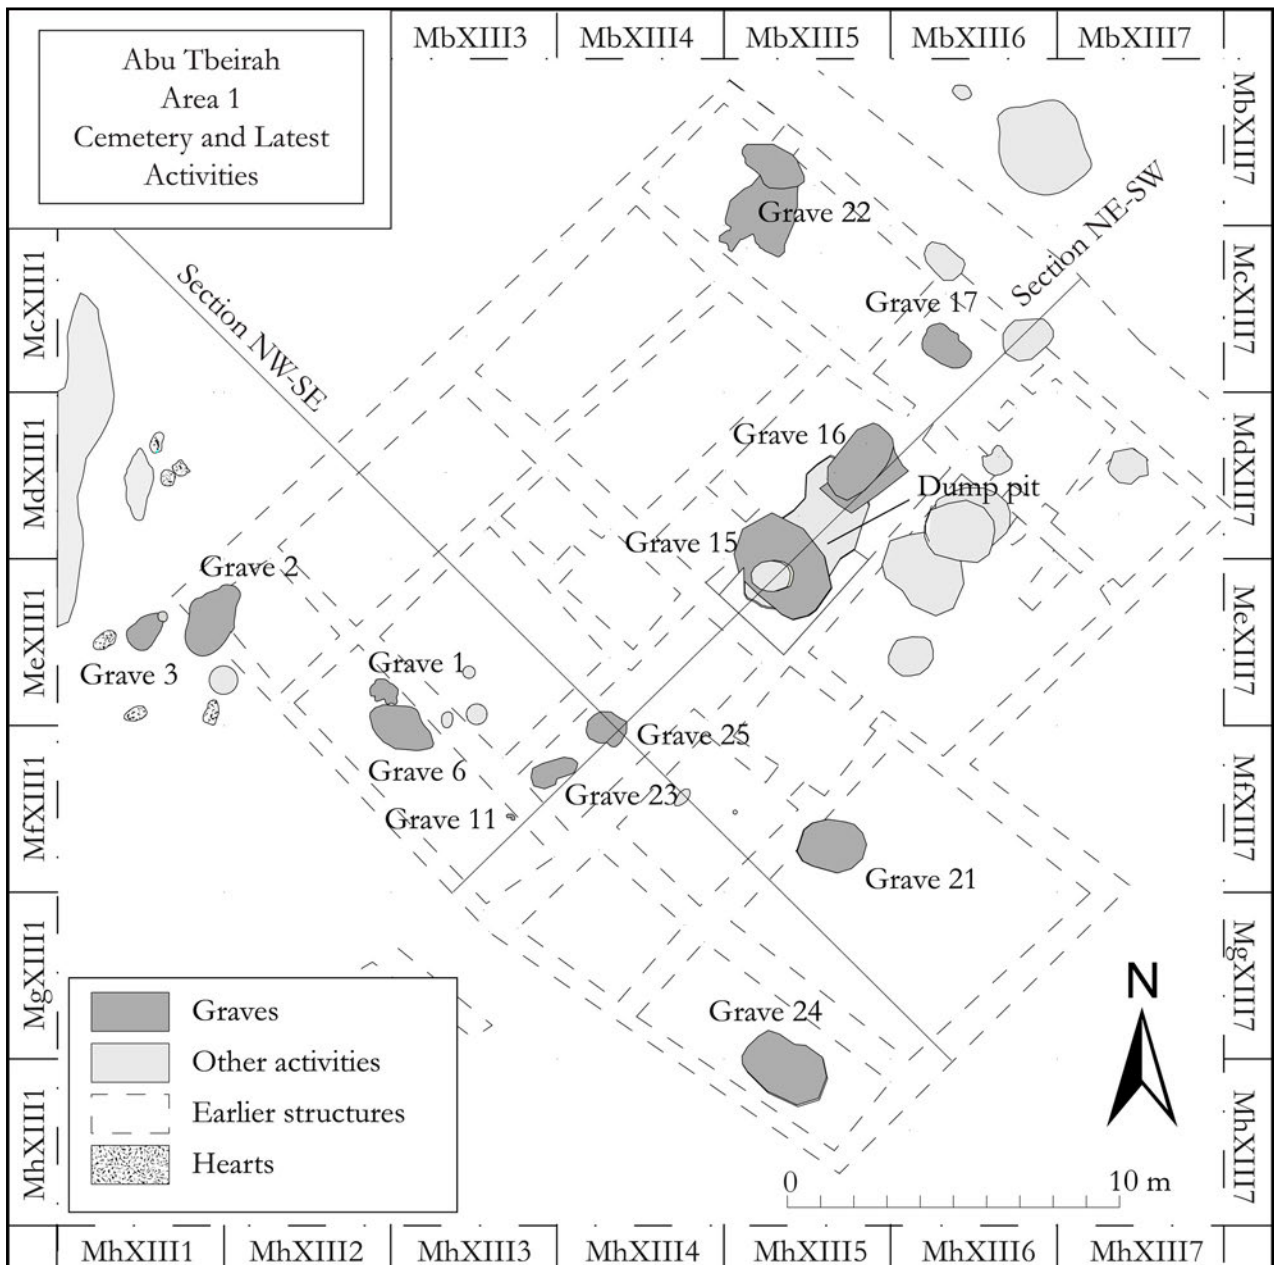 Abu Tbeirah
Area 1
Cemetery and Latest
Activities
MbXIII3
MbXIII4
MbXIII5
MbXIII6
MbXIII7
MbXIII7
McXIII7
MdXIII7
MeXIII7
MfXIII7
MgXIII7
MhXIII7
McXIII1
MdXIII1
MeXIII1
MfXIII1
MgXIII1
MhXIII1
Section NW-SE
Section NE-SW
Grave 22
Grave 17
Grave 16
Dump pit
Grave 15
Grave 2
Grave 3
Grave 1
Grave 25
Grave 6
Grave 23
Grave 11
Grave 21
Grave 24
Graves
Other activities
Earlier structures
Hearts
N
0
10 m
MhXIII1
MhXIII2
MhXIII3
MhXIII4
MhXIII5
MhXIII6
MhXIII7